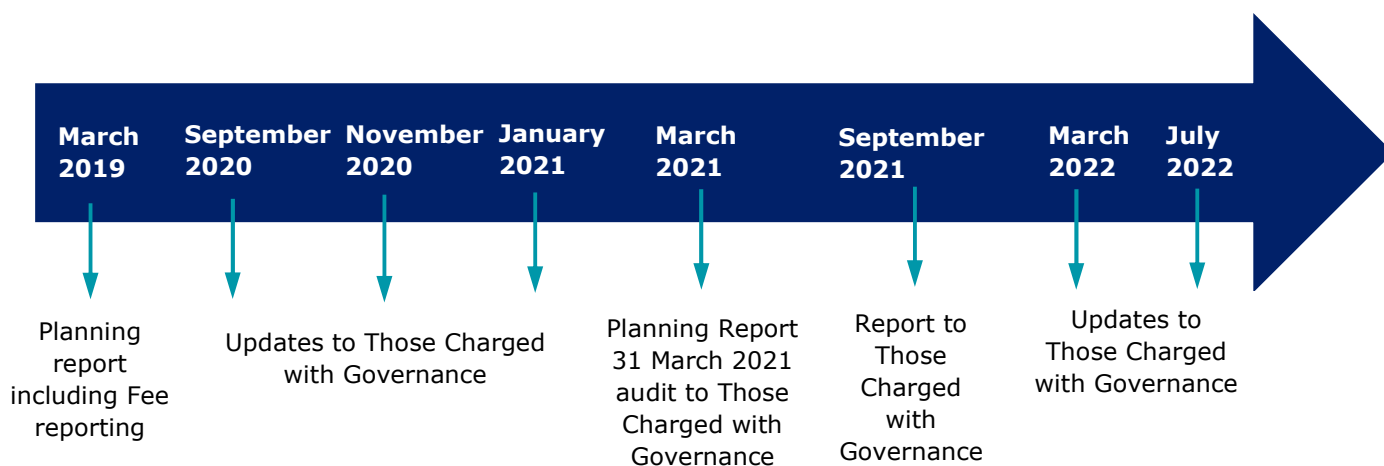 March
2019
September
2020
November
2020
January
2021
March
2021
September
2021
March
2022
July
2022
Planning
report
including Fee
reporting
Updates to Those Charged
with Governance
Planning Report
31 March 2021
audit to Those
Charged with
Governance
Report to
Those
Charged
with
Governance
Updates to
Those Charged
with Governance